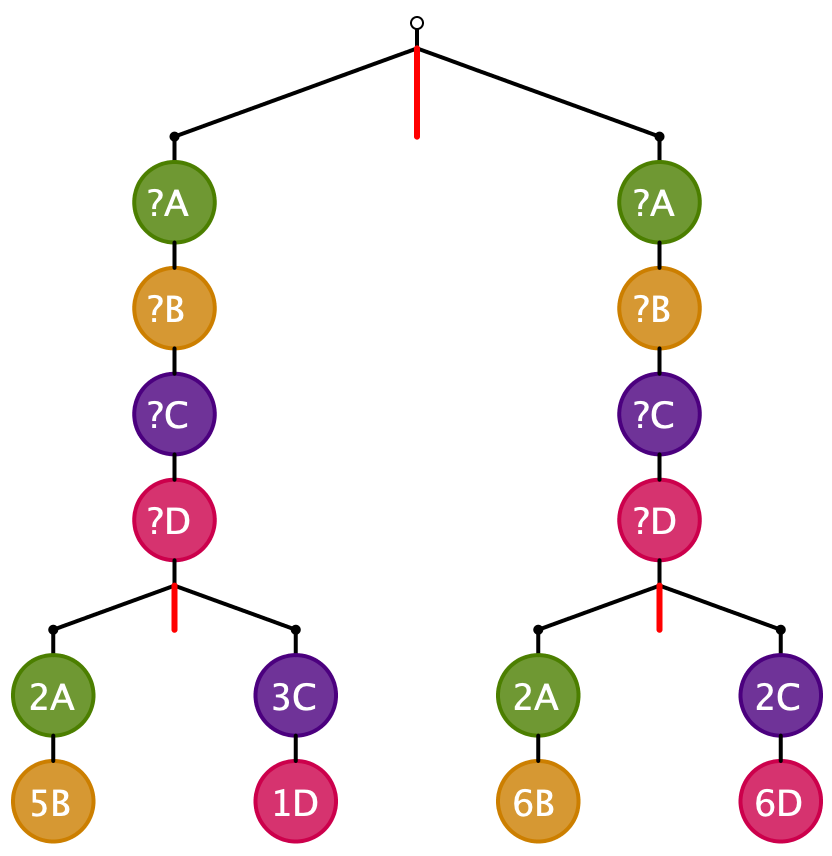 ?A ?A
?B ?B
?C ?C
?D ?D
2A 3C 2A 2C
5B 1D 6B 6D